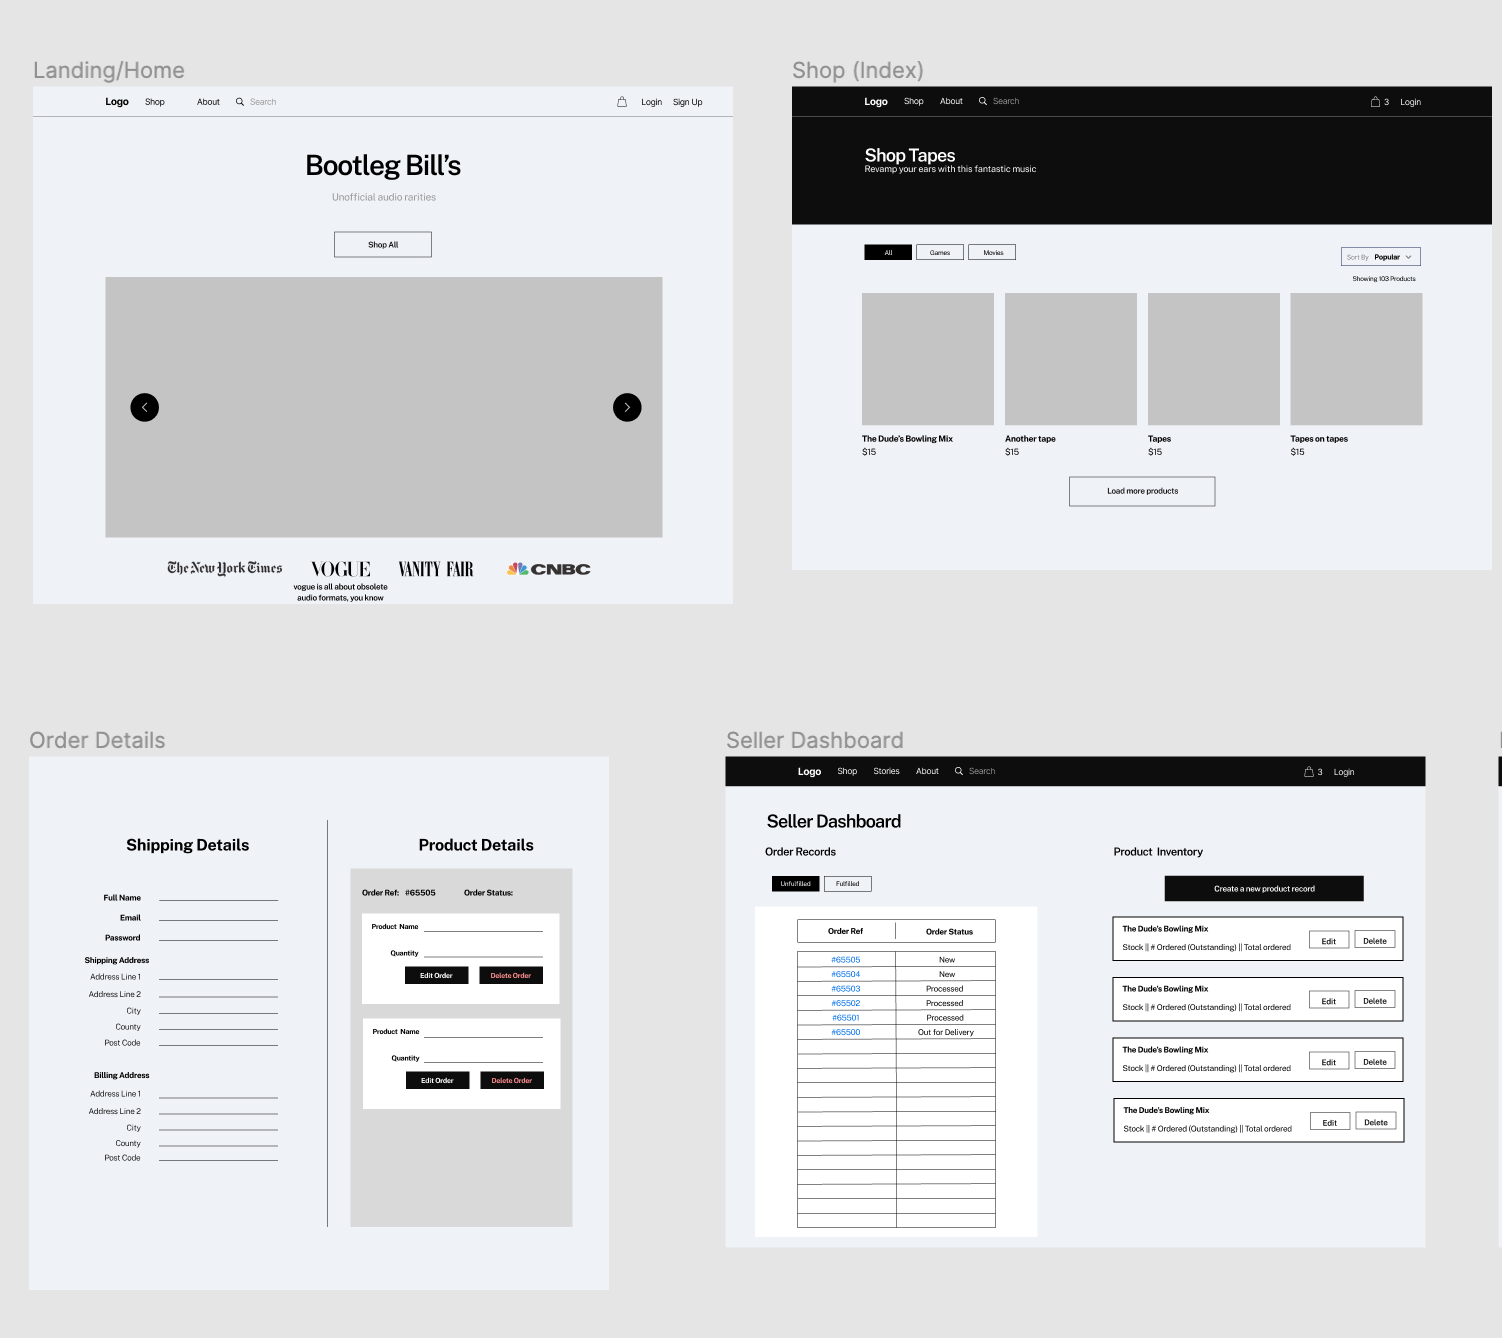 Landing/Home
Logo Shop About Search Login Sign Up
Bootleg Bill's
Unofficial audio rarities
Shop All
The New York Times VOGUE VANITY FAIR CNBC
vogue is all about obsolete
audio formats, you know
Shop (Index)
Logo Shop About Search 3 Login
Shop Tapes
Revamp your ears with this fantastic music
All Games Movies
Sort By Popular
Showing 103 Products
The Dude's Bowling Mix Another tape Tapes Tapes on tapes
$15 $15 $15 $15
Load more products
Order Details
Shipping Details
Full Name
Email
Password
Shipping Address
Address Line 1
Address Line 2
City
County
Post Code
Billing Address
Address Line 1
Address Line 2
City
County
Post Code
Product Details
Order Ref: #65505 Order Status:
Product Name
Quantity
Edit Order Delete Order
Product Name
Quantity
Edit Order Delete Order
Seller Dashboard
Logo Shop Stories About Search 3 Login
Seller Dashboard
Order Records
Unfulfilled Fulfilled
Order Ref Order Status
#65505 New
#65504 New
#65503 Processed
#65502 Processed
#65501 Processed
#65500 Out for Delivery
Product Inventory
Create a new product record
The Dude's Bowling Mix
Stock || # Ordered (Outstanding) || Total ordered
Edit Delete
The Dude's Bowling Mix
Stock || # Ordered (Outstanding) || Total ordered
Edit Delete
The Dude's Bowling Mix
Stock || # Ordered (Outstanding) || Total ordered
Edit Delete
The Dude's Bowling Mix
Stock || # Ordered (Outstanding) || Total ordered
Edit Delete